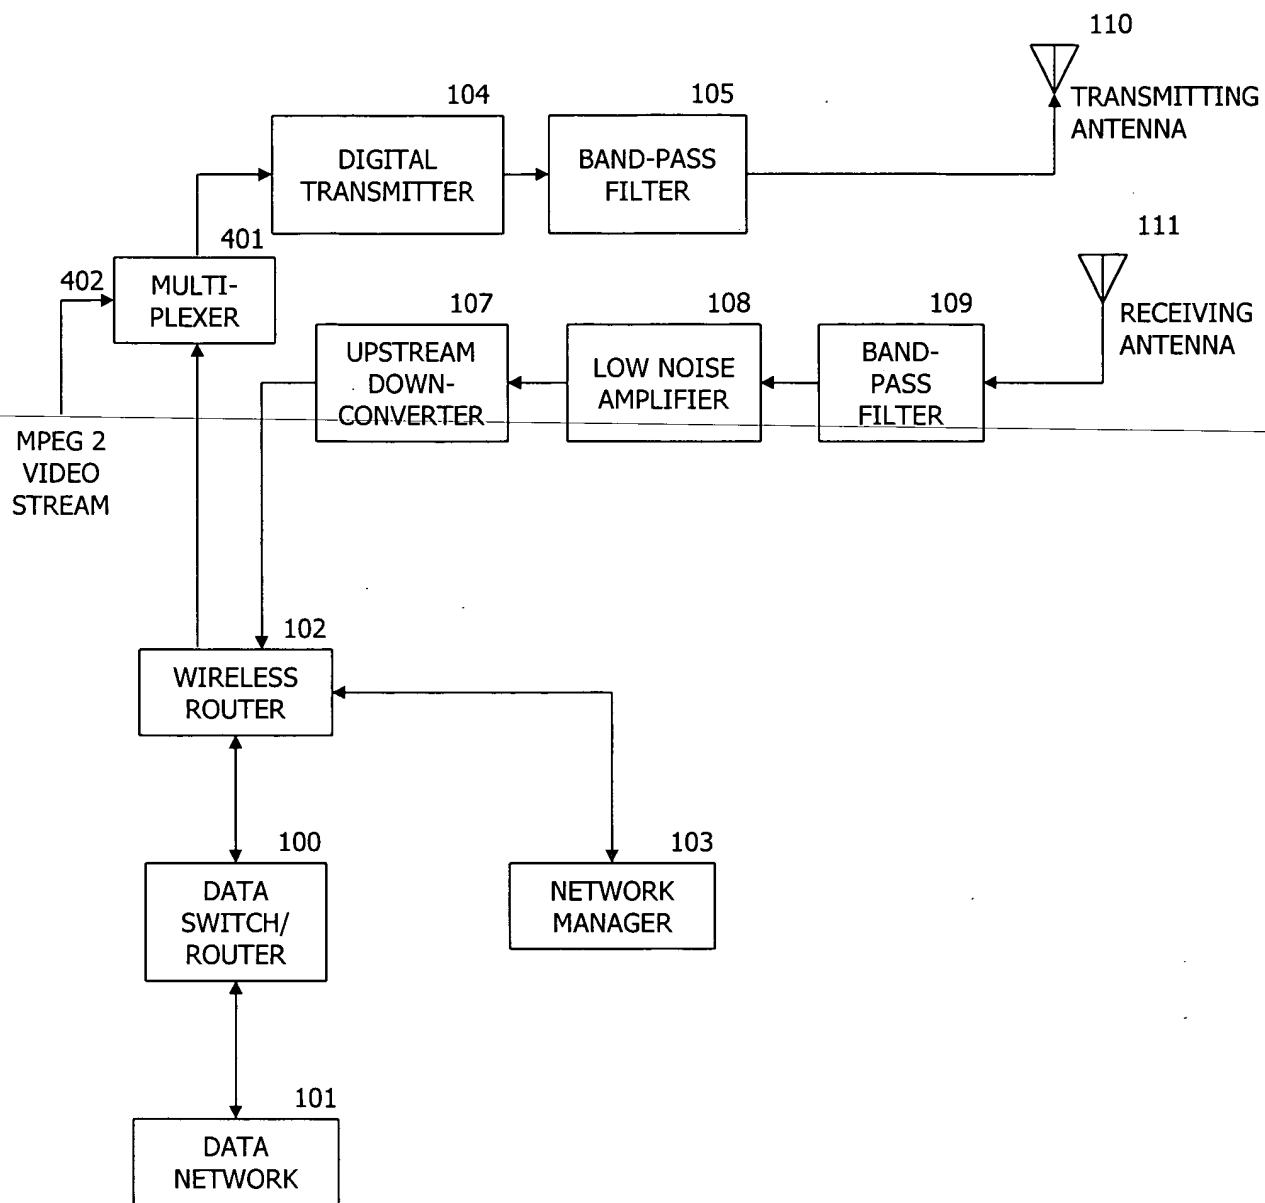 110
TRANSMITTING
ANTENNA
104
DIGITAL
TRANSMITTER
105
BAND-PASS
FILTER
111
RECEIVING
ANTENNA
401
402
MULTI-
PLEXER
107
UPSTREAM
DOWN-
CONVERTER
108
LOW NOISE
AMPLIFIER
109
BAND-
PASS
FILTER
MPEG 2
VIDEO
STREAM
102
WIRELESS
ROUTER
100
DATA
SWITCH/
ROUTER
103
NETWORK
MANAGER
101
DATA
NETWORK